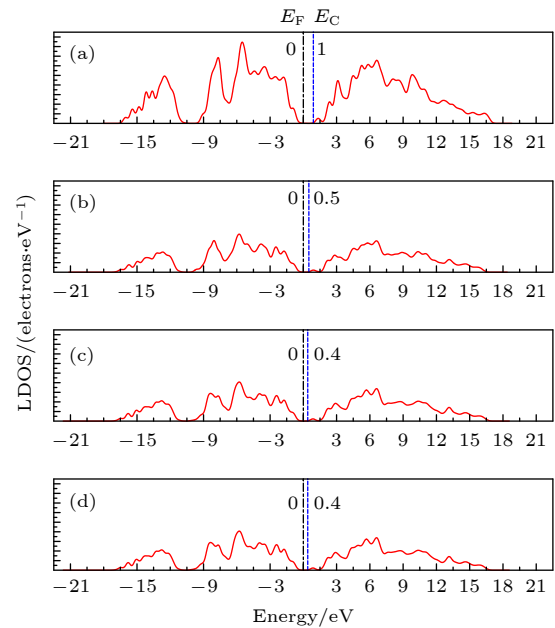 E_F E_C
(a) 0 1
−21 −15 −9 −3 3 6 9 12 15 18 21
(b) 0 0.5
−21 −15 −9 −3 3 6 9 12 15 18 21
(c) 0 0.4
−21 −15 −9 −3 3 6 9 12 15 18 21
(d) 0 0.4
−21 −15 −9 −3 3 6 9 12 15 18 21
Energy/eV
LDOS/(electrons·eV⁻¹)